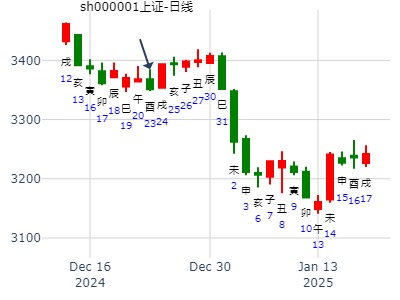 sh000001上证-日线
3400
3300
3200
3100
戌 12
亥 13
寅 16
卯 17
辰 18
巳 19
午 20
酉 23
戌 24
寅 25
亥 26
子 26
丑 27
辰 30
巳 31
未 2
申 3
亥 6
子 7
丑 8
寅 9
卯 10
午 13
未 14
申 15
酉 16
戌 17
Dec 16
2024
Dec 30
Jan 13
2025